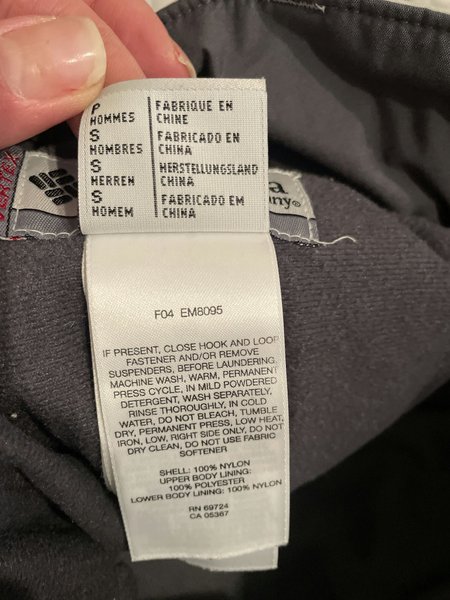 P
HOMMES
FABRIQUE EN
CHINE
S
HOMBRES
FABRICADO EN
CHINA
S
HERREN
HERSTELLUNGSLAND
CHINA
S
HOMEM
FABRICADO EM
CHINA
F04 EM8095
IF PRESENT, CLOSE HOOK AND LOOP
FASTENER AND/OR REMOVE
SUSPENDERS, BEFORE LAUNDERING.
MACHINE WASH, WARM, PERMANENT
PRESS CYCLE, IN MILD POWDERED
DETERGENT, WASH SEPARATELY,
RINSE THOROUGHLY, IN COLD
WATER, DO NOT BLEACH, TUMBLE
DRY, PERMANENT PRESS, LOW HEAT,
IRON, LOW, RIGHT SIDE ONLY, DO NOT
DRY CLEAN, DO NOT USE FABRIC
SOFTENER
SHELL: 100% NYLON
UPPER BODY LINING:
100% POLYESTER
LOWER BODY LINING: 100% NYLON
RN 69724
CA 05367